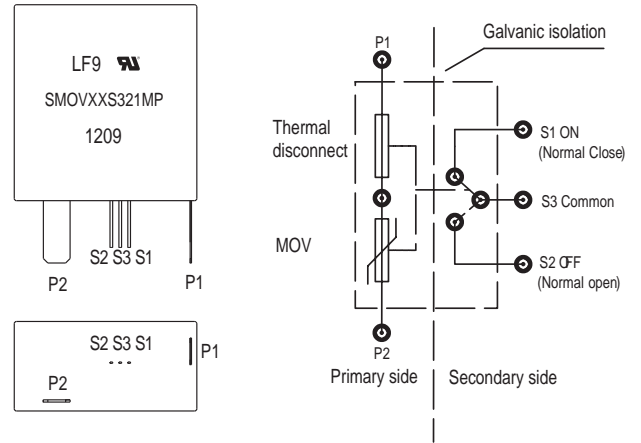 LF9
SMOVXXS321MP
1209
S2 S3 S1
P2
P1
S2 S3 S1
P1
P2
Galvanic isolation
P1
Thermal
disconnect
S1 ON
(Normal Close)
S3 Common
MOV
S2 OFF
(Normal open)
P2
Primary side
Secondary side